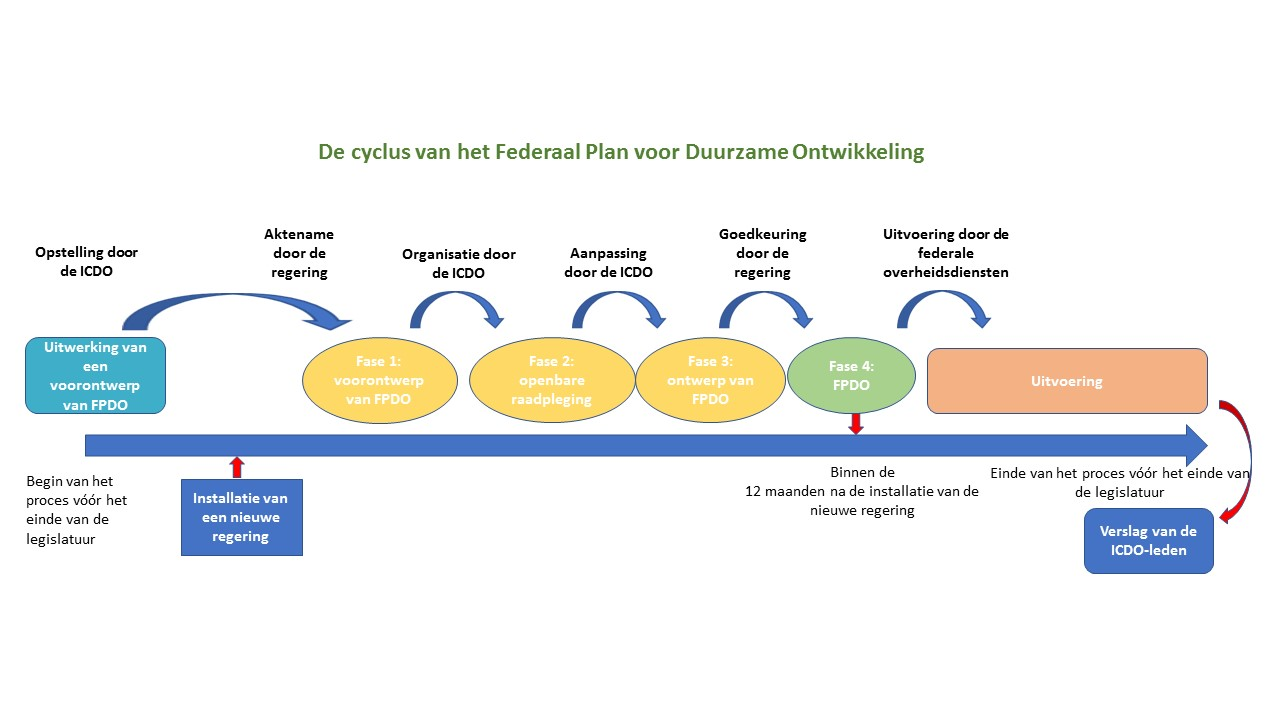 De cyclus van het Federaal Plan voor Duurzame Ontwikkeling
Opstelling door
de ICDO
Aktename
door de
regering
Organisatie door
de ICDO
Aanpassing
door de ICDO
Goedkeuring
door de
regering
Uitvoering door de
federale
overheidsdiensten
Uitwerking van
een
voorontwerp
van FPDO
Fase 1:
voorontwerp
van FPDO
Fase 2:
openbare
raadpleging
Fase 3:
ontwerp van
FPDO
Fase 4:
FPDO
Uitvoering
Begin van het
proces vóór het
einde van de
legislatuur
Installatie van
een nieuwe
regering
Binnen de
12 maanden na de installatie van de
nieuwe regering
Einde van het proces vóór het einde van
de legislatuur
Verslag van de
ICDO-leden